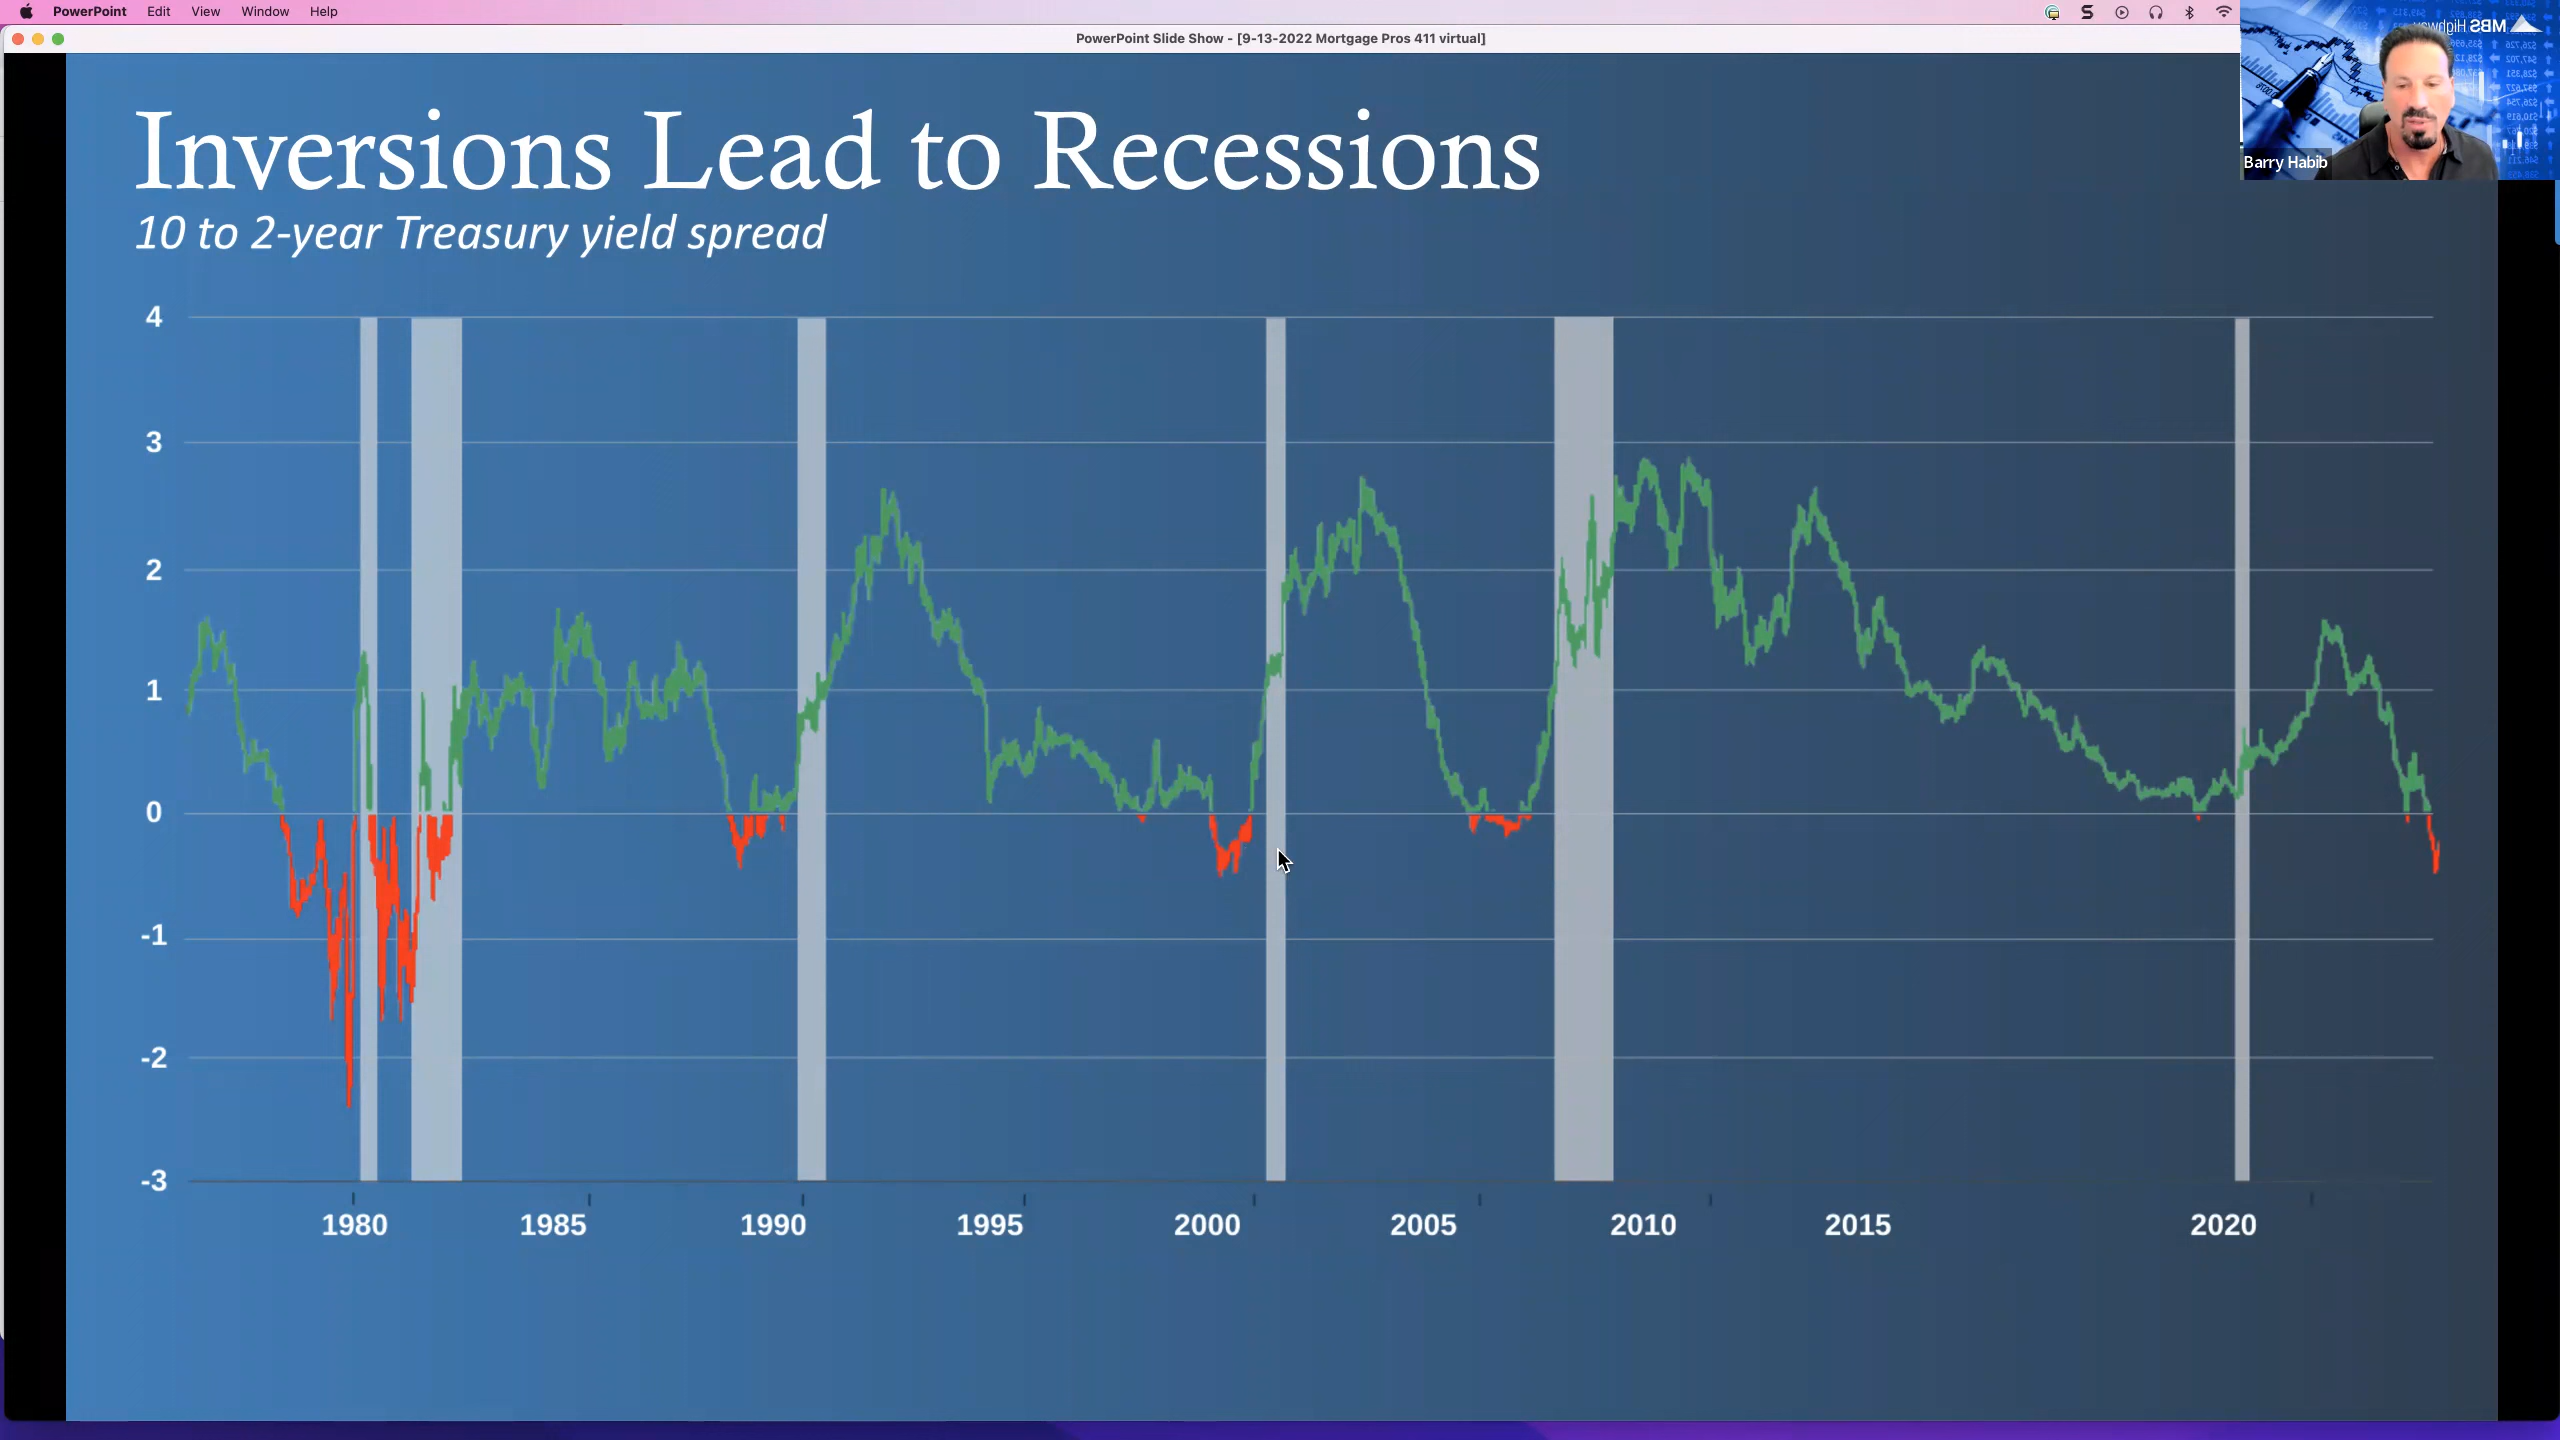 PowerPoint Edit View Window Help
PowerPoint Slide Show - [9-13-2022 Mortgage Pros 411 virtual]
MBS Highway
Barry Habib
Inversions Lead to Recessions
10 to 2-year Treasury yield spread
4
3
2
1
0
-1
-2
-3
1980 1985 1990 1995 2000 2005 2010 2015 2020